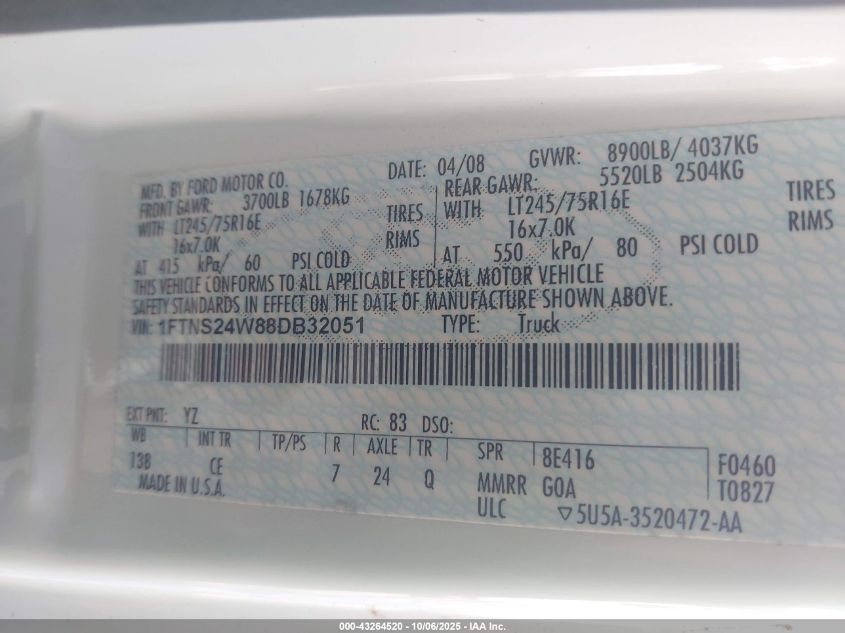 MFD. BY FORD MOTOR CO. DATE: 04/08 GVWR: 8900LB/ 4037KG
FRONT GAWR: 3700LB 1678KG REAR GAWR: 5520LB 2504KG
WITH LT245/75R16E TIRES WITH LT245/75R16E TIRES
16x7.0K RIMS 16x7.0K RIMS
AT 415 kPa/ 60 PSI COLD AT 550 kPa/ 80 PSI COLD
THIS VEHICLE CONFORMS TO ALL APPLICABLE FEDERAL MOTOR VEHICLE
SAFETY STANDARDS IN EFFECT ON THE DATE OF MANUFACTURE SHOWN ABOVE.
VIN: 1FTNS24W88DB32051 TYPE: Truck
EXT PNT: YZ RC: 83 DSO:
WB INT TR TP/PS R AXLE TR SPR 8E416 F0460
138 CE 7 24 Q MMRR G0A T0827
MADE IN U.S.A. ULC ▽5U5A-3520472-AA
000-43264520 - 10/06/2025 - IAA Inc.